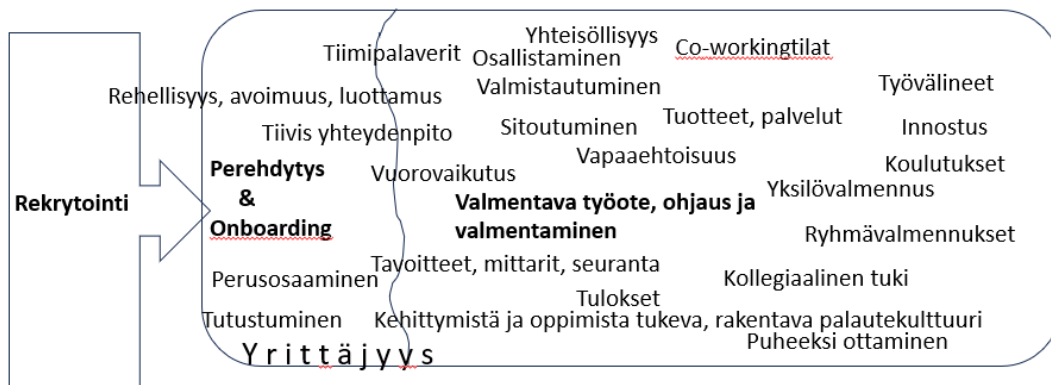 Yhteisöllisyys
Tiimipalaverit
Osallistaminen
Co-workingtilat
Valmistautuminen
Työvälineet
Rehellisyys, avoimuus, luottamus
Tuotteet, palvelut
Tiivis yhteydenpito
Sitoutuminen
Innostus
Vapaaehtoisuus
Koulutukset
Perehdytys
&
Onboarding
Vuorovaikutus
Yksilövalmennus
Rekrytointi
Valmentava työote, ohjaus ja
valmentaminen
Ryhmävalmennukset
Tavoitteet, mittarit, seuranta
Perusosaaminen
Kollegiaalinen tuki
Tulokset
Tutustuminen
Kehittymistä ja oppimista tukeva, rakentava palautekulttuuri
Puheeksi ottaminen
Y r i t t ä j y y s